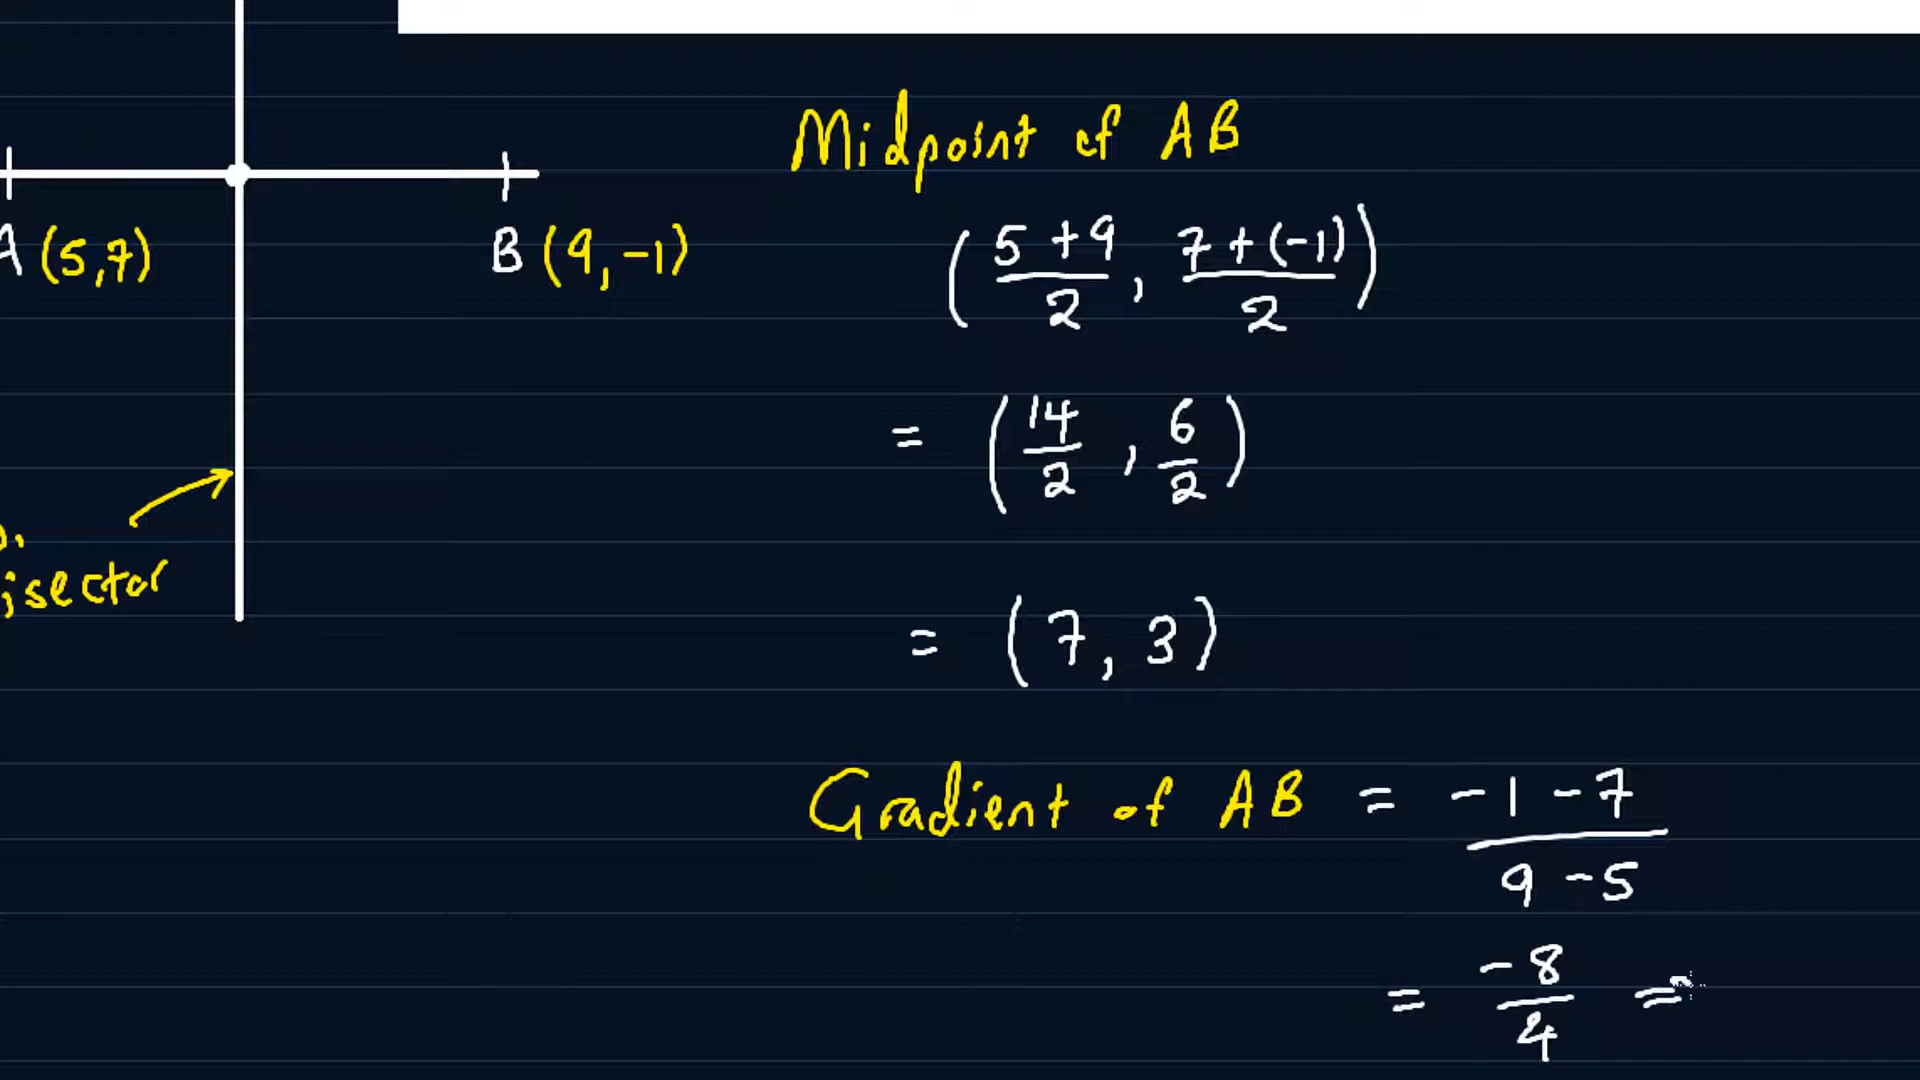 Midpoint of AB
A (5,7)
B (9,-1)
(5+9/2, 7+(-1)/2)
= (14/2, 6/2)
isector
= (7, 3)
Gradient of AB = -1-7/9-5
= -8/4 =